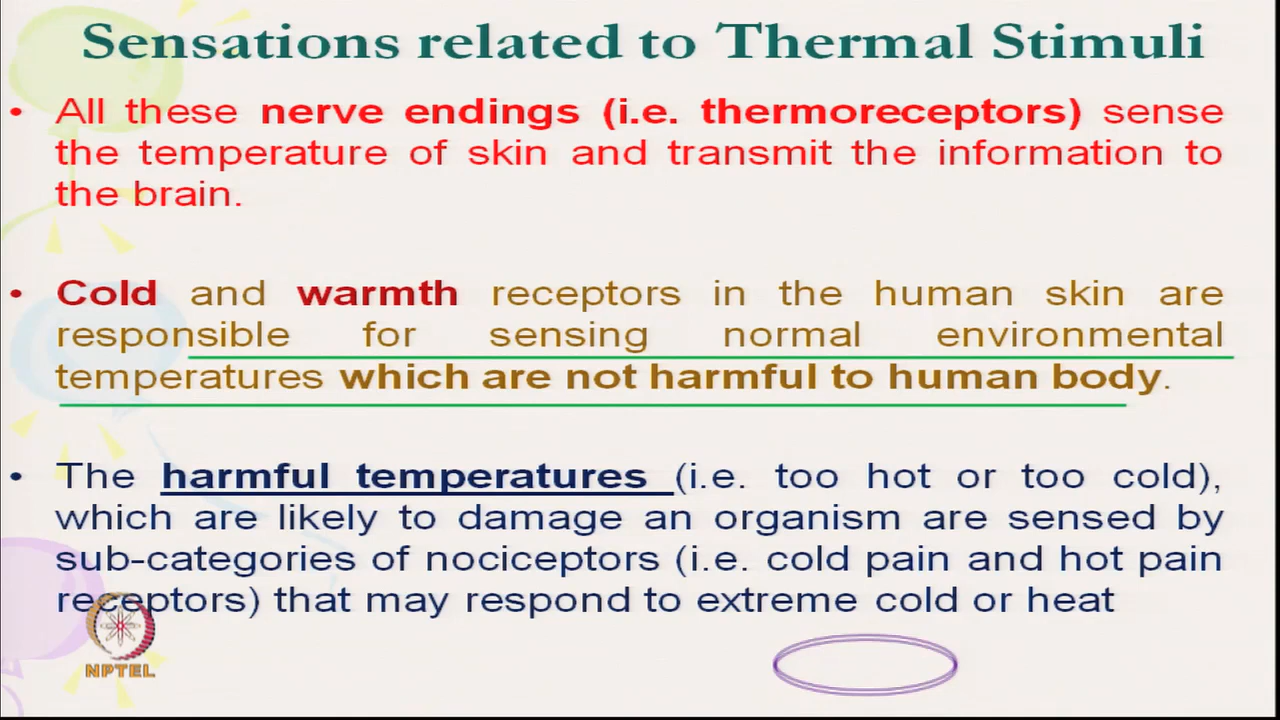 Sensations related to Thermal Stimuli
• All these nerve endings (i.e. thermoreceptors) sense
the temperature of skin and transmit the information to
the brain.
• Cold and warmth receptors in the human skin are
responsible for sensing normal environmental
temperatures which are not harmful to human body.
• The harmful temperatures (i.e. too hot or too cold),
which are likely to damage an organism are sensed by
sub-categories of nociceptors (i.e. cold pain and hot pain
receptors) that may respond to extreme cold or heat
NPTEL